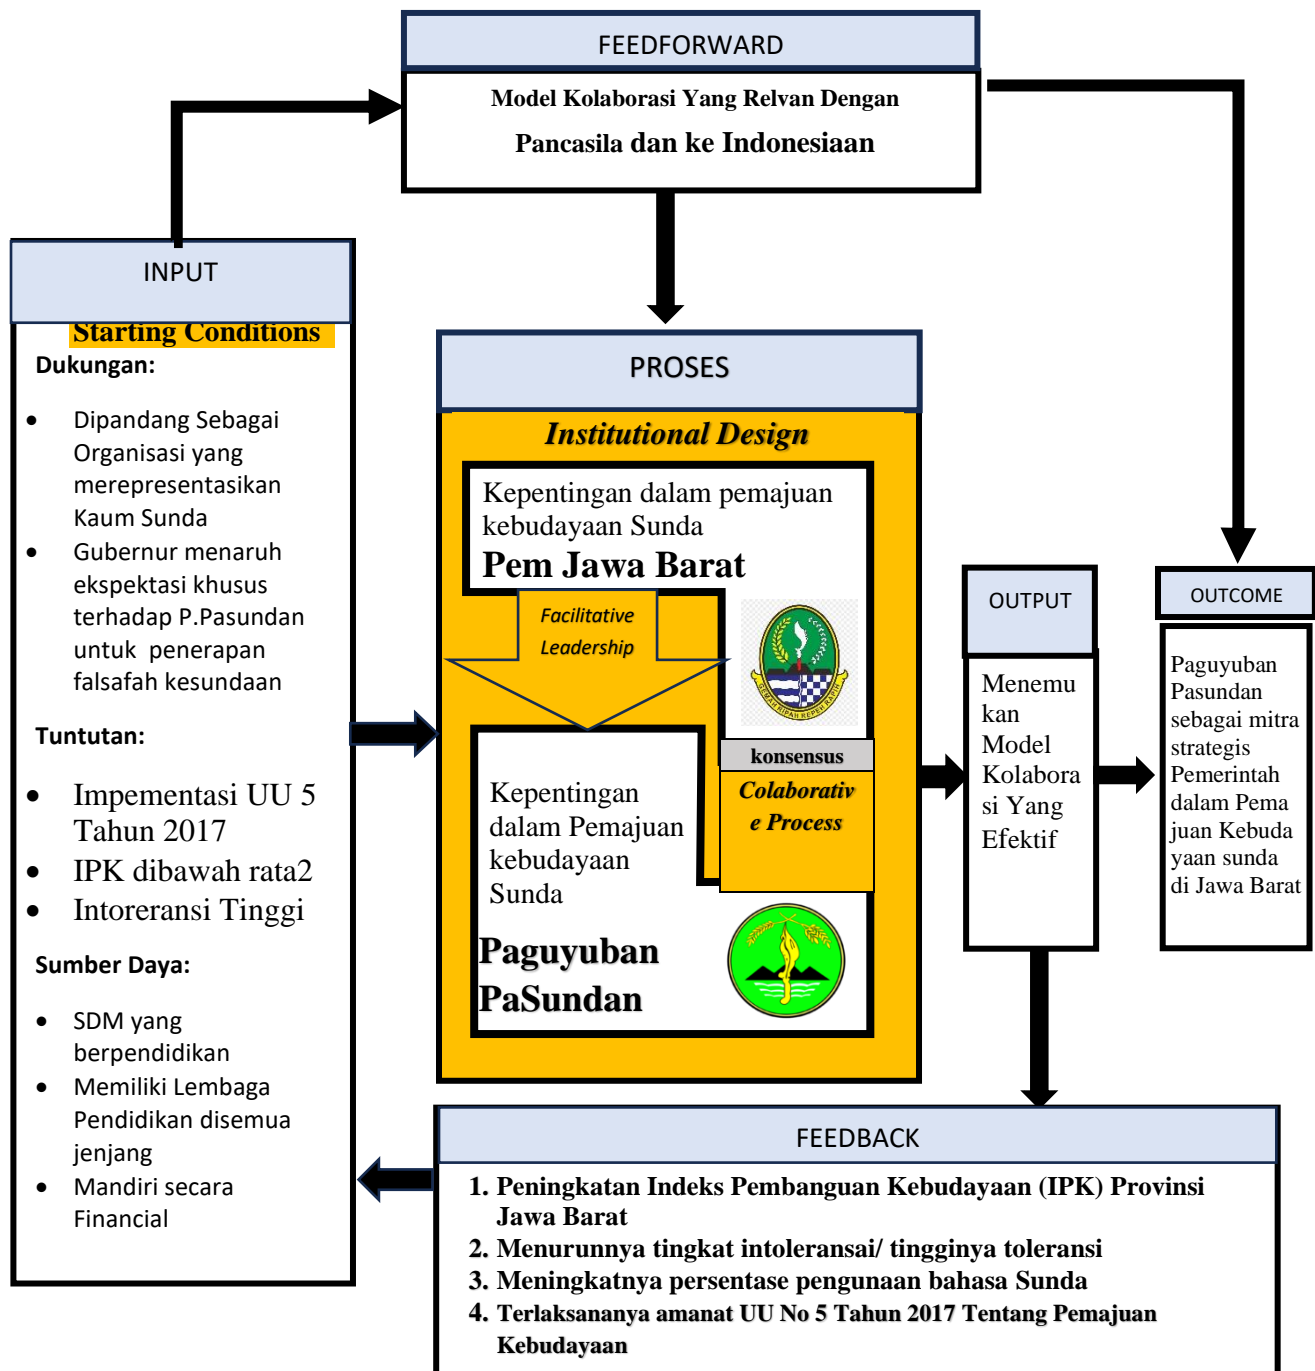 FEEDFORWARD
Model Kolaborasi Yang Relvan Dengan
Pancasila dan ke Indonesiaan
INPUT
Starting Conditions
Dukungan:
• Dipandang Sebagai
Organisasi yang
merepresentasikan
Kaum Sunda
• Gubernur menaruh
ekspektasi khusus
terhadap P.Pasundan
untuk penerapan
falsafah kesundaan
Tuntutan:
• Impementasi UU 5
Tahun 2017
• IPK dibawah rata2
• Intoreransi Tinggi
Sumber Daya:
• SDM yang
berpendidikan
• Memiliki Lembaga
Pendidikan disemua
jenjang
• Mandiri secara
Financial
PROSES
Institutional Design
Kepentingan dalam pemajuan
kebudayaan Sunda
Pem Jawa Barat
Facilitative
Leadership
GEMAH RIPAH REPEH RAPIH
konsensus
Colaborativ
e Process
Kepentingan
dalam Pemajuan
kebudayaan
Sunda
Paguyuban
PaSundan
OUTPUT
Menemu
kan
Model
Kolabora
si Yang
Efektif
OUTCOME
Paguyuban
Pasundan
sebagai mitra
strategis
Pemerintah
dalam Pema
juan Kebuda
yaan sunda
di Jawa Barat
FEEDBACK
1. Peningkatan Indeks Pembanguan Kebudayaan (IPK) Provinsi
Jawa Barat
2. Menurunnya tingkat intoleransai/ tingginya toleransi
3. Meningkatnya persentase pengunaan bahasa Sunda
4. Terlaksananya amanat UU No 5 Tahun 2017 Tentang Pemajuan
Kebudayaan